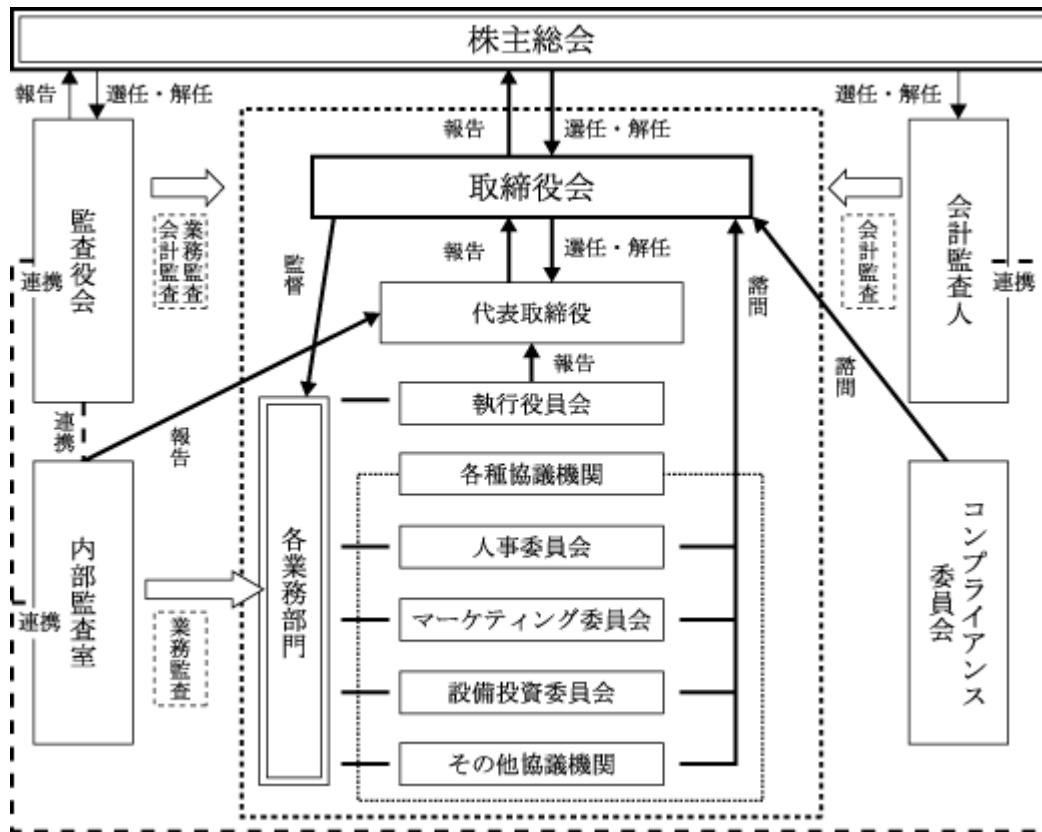 株主総会
報告
選任・解任
報告
選任・解任
選任・解任
取締役会
監査役会
業務監査
会計監査
会計監査
会計監査人
連携
連携
監督
報告
選任・解任
諮問
代表取締役
諮問
報告
執行役員会
連携
報告
各種協議機関
内部監査室
各業務部門
人事委員会
コンプライアンス
委員会
連携
業務監査
マーケティング委員会
設備投資委員会
その他協議機関